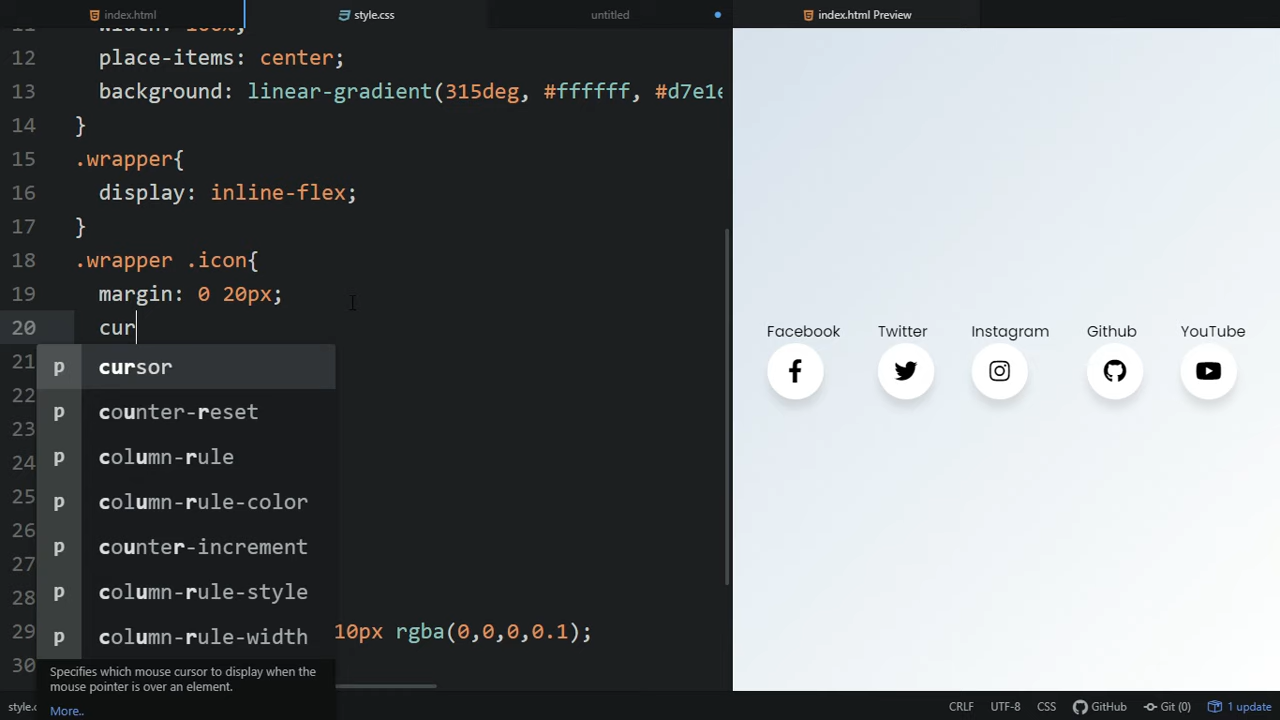 index.html
style.css
untitled
index.html Preview
12 place-items: center;
13 background: linear-gradient(315deg, #ffffff, #d7e1e
14 }
15 .wrapper{
16 display: inline-flex;
17 }
18 .wrapper .icon{
19 margin: 0 20px;
20 cur
21
22
23
24
25
26
27
28
29 10px rgba(0,0,0,0.1);
30
p cursor
p counter-reset
p column-rule
p column-rule-color
p counter-increment
p column-rule-style
p column-rule-width
Specifies which mouse cursor to display when the
mouse pointer is over an element.
More..
Facebook Twitter Instagram Github YouTube
style.c CRLF UTF-8 CSS GitHub Git (0) 1 update